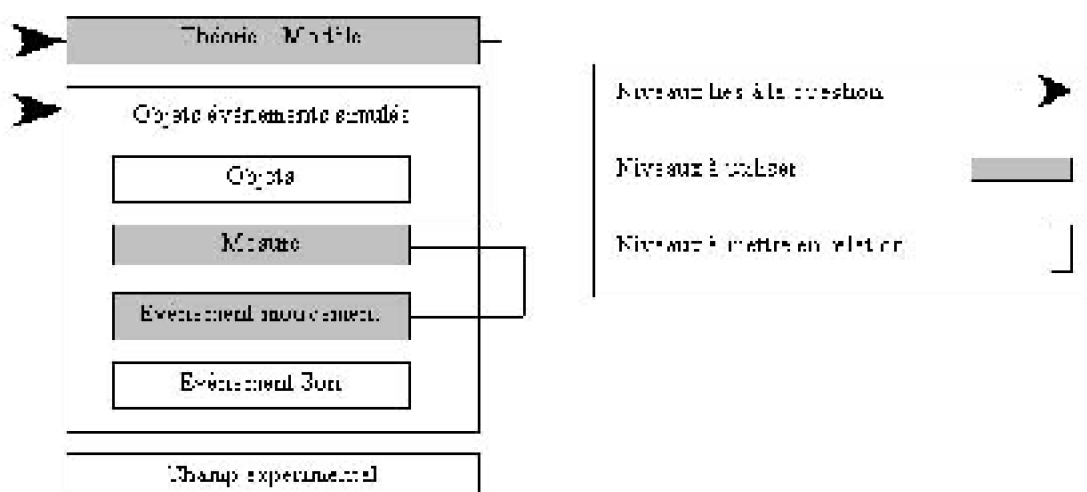 Théorie - Modèle
Objets événements simulés
Objets
Mesure
Evénement mouvement
Evénement Son
Champ expérimental
Niveaux liés à la question
Niveaux à utiliser
Niveaux à mettre en relation